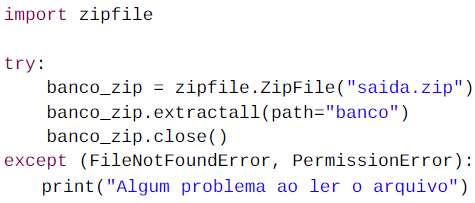 import zipfile

try:
    banco_zip = zipfile.ZipFile("saida.zip")
    banco_zip.extractall(path="banco")
    banco_zip.close()
except (FileNotFoundError, PermissionError):
    print("Algum problema ao ler o arquivo")